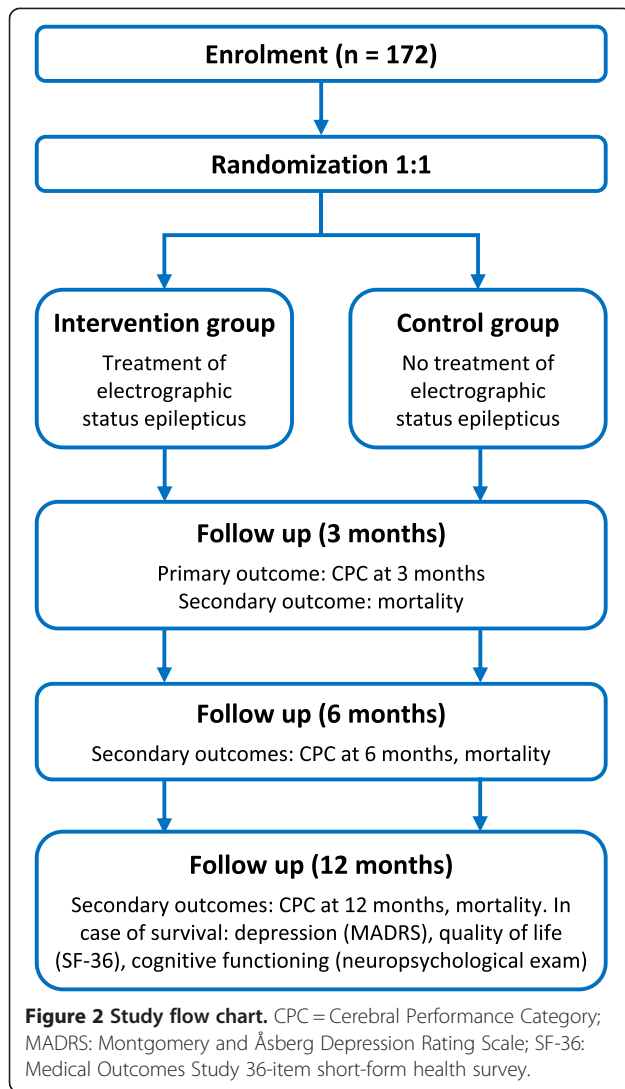 Enrolment (n = 172)
Randomization 1:1
Intervention group
Treatment of
electrographic
status epilepticus
Control group
No treatment of
electrographic
status epilepticus
Follow up (3 months)
Primary outcome: CPC at 3 months
Secondary outcome: mortality
Follow up (6 months)
Secondary outcomes: CPC at 6 months, mortality
Follow up (12 months)
Secondary outcomes: CPC at 12 months, mortality. In
case of survival: depression (MADRS), quality of life
(SF-36), cognitive functioning (neuropsychological exam)
Figure 2 Study flow chart. CPC = Cerebral Performance Category;
MADRS: Montgomery and Åsberg Depression Rating Scale; SF-36:
Medical Outcomes Study 36-item short-form health survey.